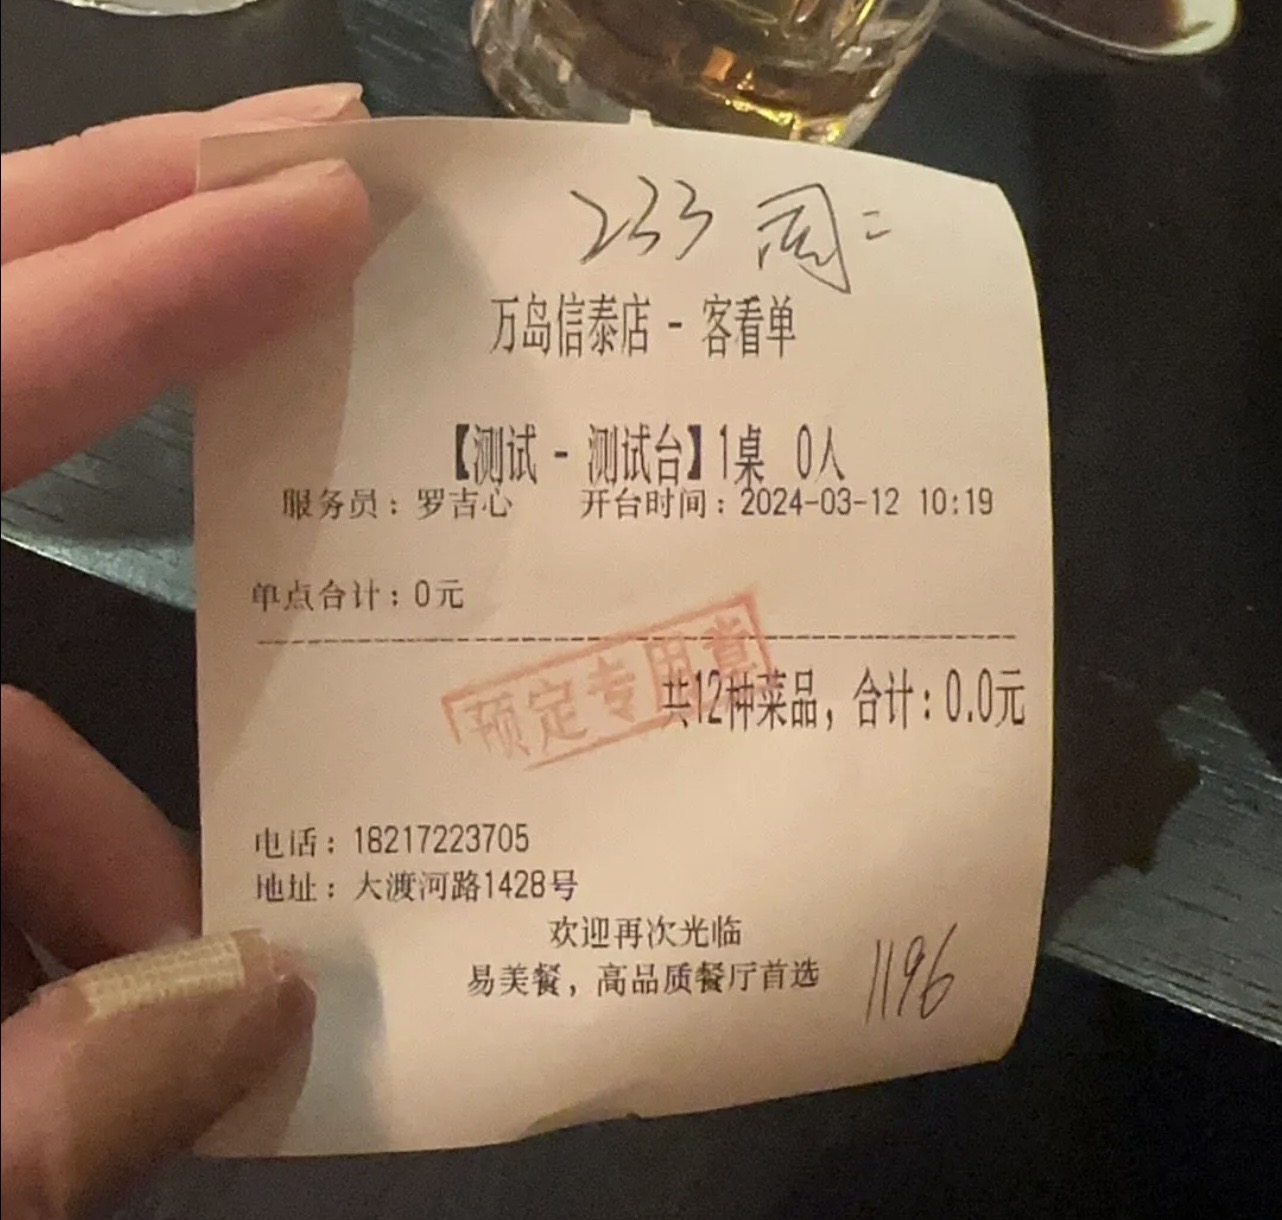 233 周二
万岛信泰店 - 客看单
【测试 - 测试台】1桌 0人
服务员：罗吉心 开台时间：2024-03-12 10:19
单点合计：0元
预定专用章
共12种菜品，合计：0.0元
电话：18217223705
地址：大渡河路1428号
欢迎再次光临
易美餐，高品质餐厅首选
1196